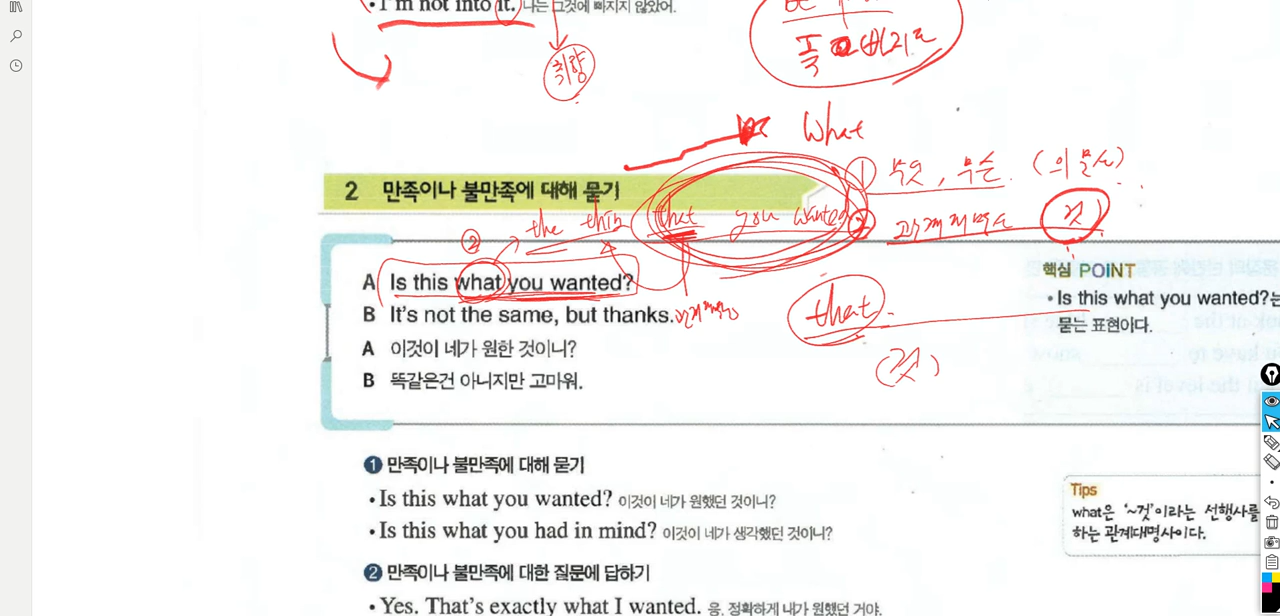 • I'm not into it. 나는 그것에 빠지지 않았어.
취향
What
① 무엇, 무슨. (의문사)
② 관계대명사 것)
2 만족이나 불만족에 대해 묻기
the thin that you wanted
②
A Is this what you wanted?
B It's not the same, but thanks.
관계대명사
A 이것이 네가 원한 것이니?
B 똑같은건 아니지만 고마워.
that.
(것)
핵심 POINT
• Is this what you wanted?는
묻는 표현이다.
❶ 만족이나 불만족에 대해 묻기
• Is this what you wanted? 이것이 네가 원했던 것이니?
• Is this what you had in mind? 이것이 네가 생각했던 것이니?
❷ 만족이나 불만족에 대한 질문에 답하기
• Yes. That's exactly what I wanted. 응. 정확하게 내가 원했던 거야.
Tips
what은 '~것'이라는 선행사를
하는 관계대명사이다.